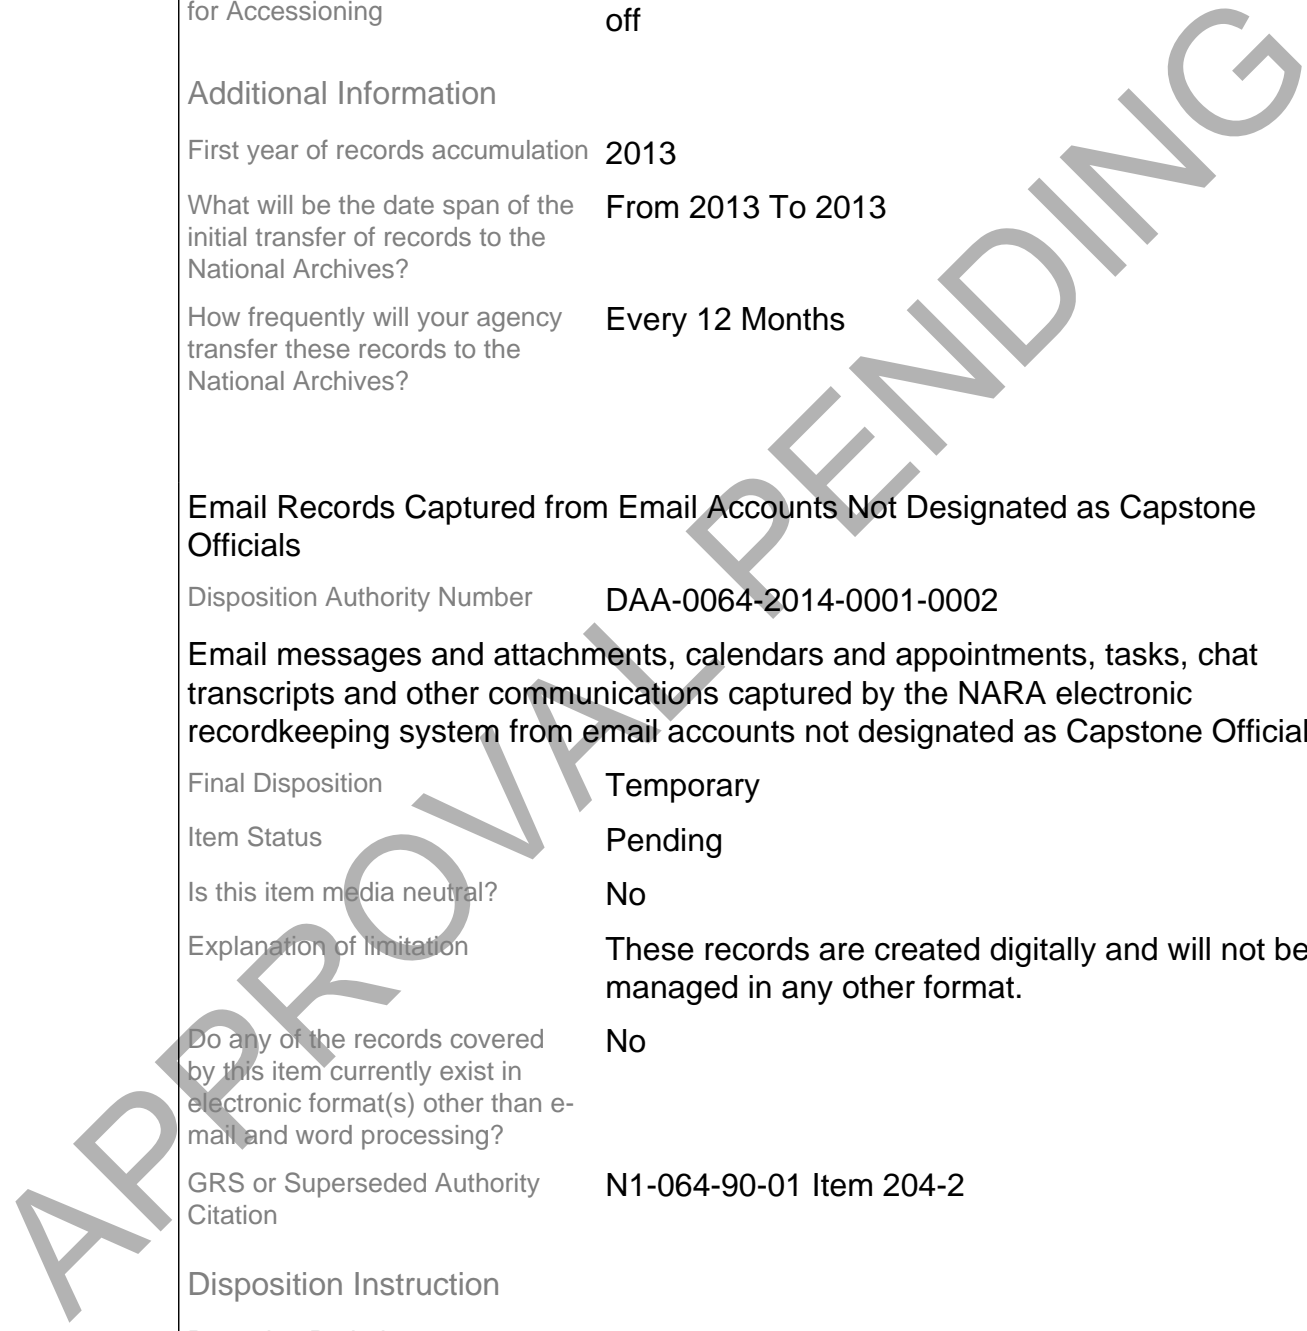 for Accessioning off
Additional Information
First year of records accumulation 2013
What will be the date span of the From 2013 To 2013
initial transfer of records to the
National Archives?
How frequently will your agency Every 12 Months
transfer these records to the
National Archives?
Email Records Captured from Email Accounts Not Designated as Capstone
Officials
Disposition Authority Number DAA-0064-2014-0001-0002
Email messages and attachments, calendars and appointments, tasks, chat
transcripts and other communications captured by the NARA electronic
recordkeeping system from email accounts not designated as Capstone Official
Final Disposition Temporary
Item Status Pending
Is this item media neutral? No
Explanation of limitation These records are created digitally and will not be
managed in any other format.
Do any of the records covered No
by this item currently exist in
electronic format(s) other than e-
mail and word processing?
GRS or Superseded Authority N1-064-90-01 Item 204-2
Citation
Disposition Instruction
APPROVAL PENDING